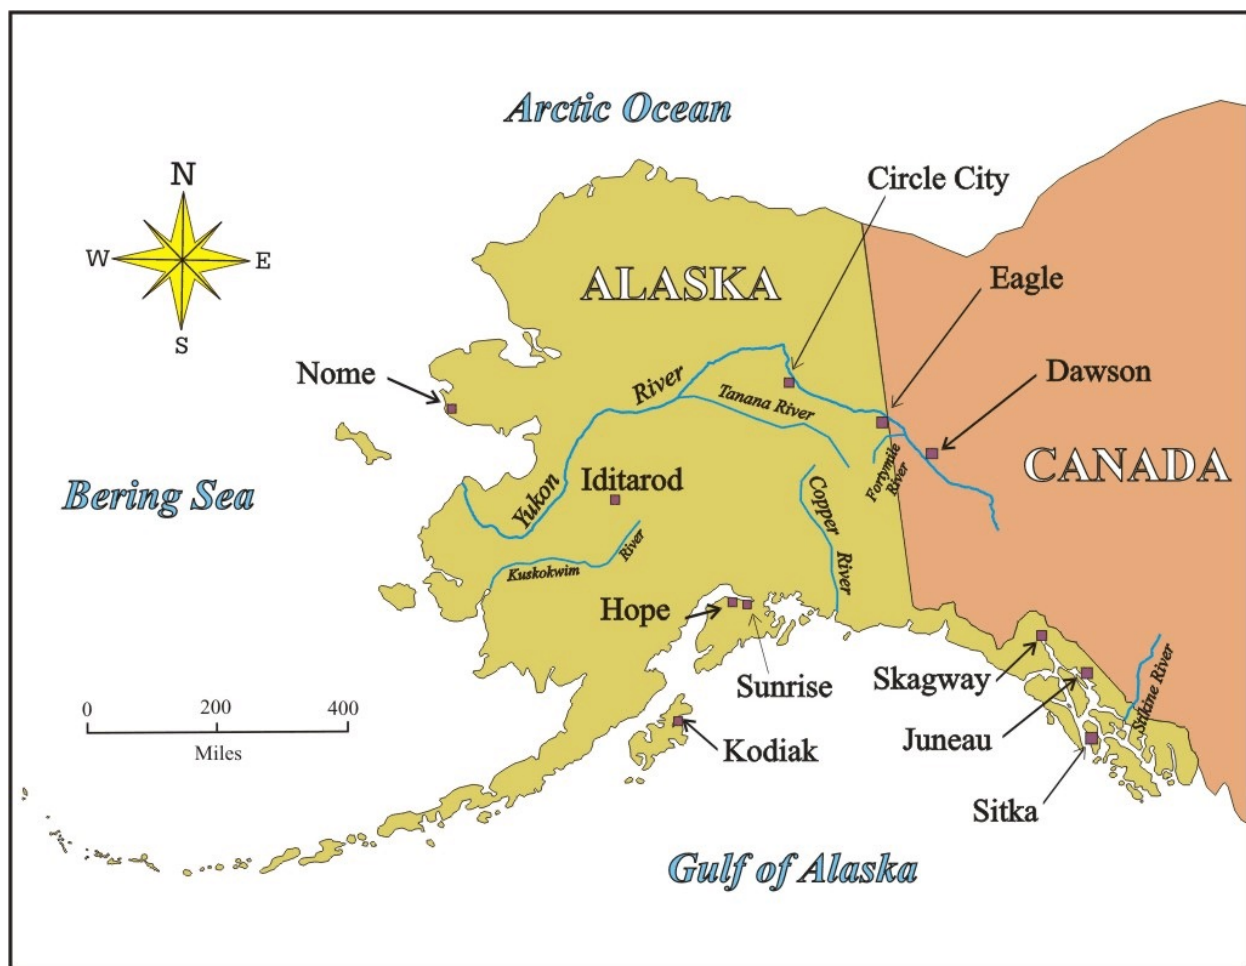 Arctic Ocean
N
W
E
S
Circle City
ALASKA
Eagle
Nome
River
Tanana River
Dawson
CANADA
Bering Sea
Iditarod
Yukon
Fortymile
River
Copper
River
Kuskokwim
River
Hope
Sunrise
Skagway
Stikine River
0
200
400
Miles
Kodiak
Juneau
Sitka
Gulf of Alaska